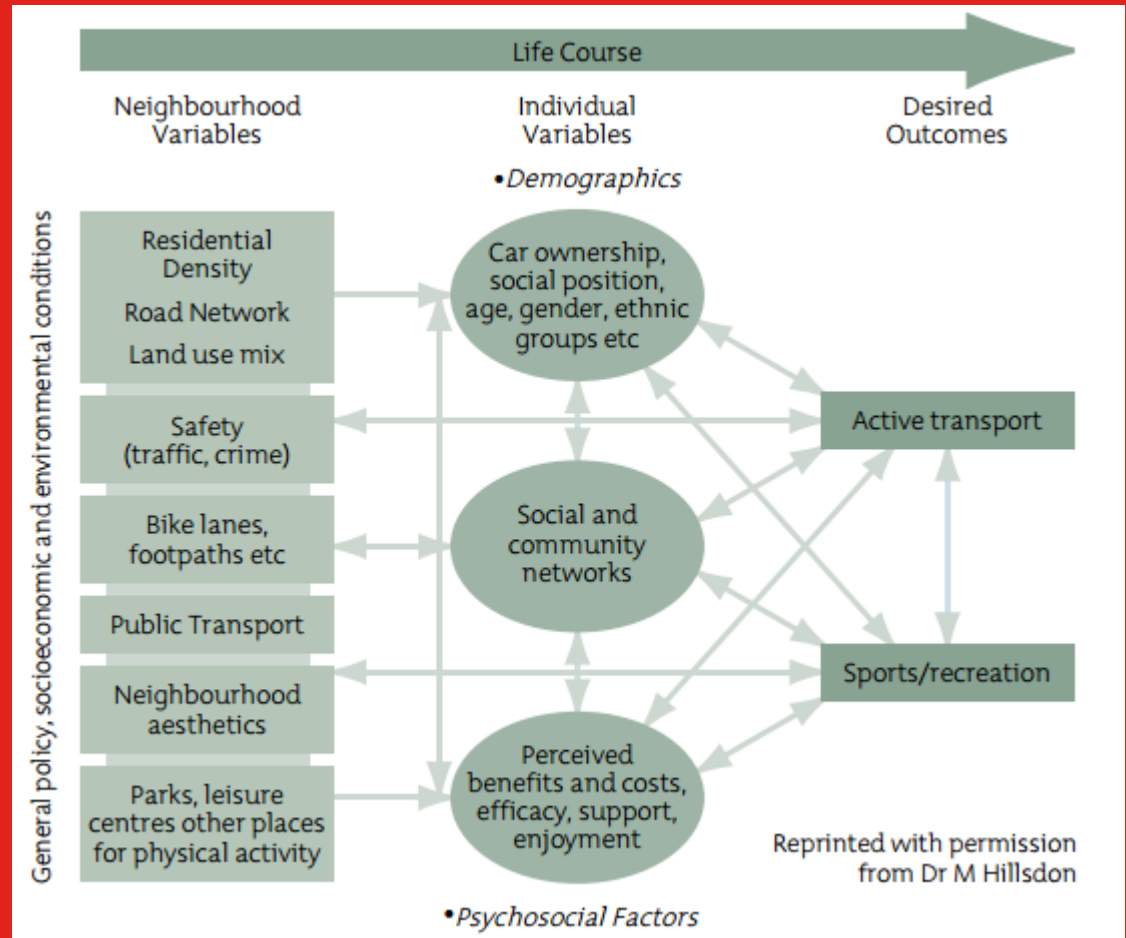 Life Course
Neighbourhood
Variables
Individual
Variables
Desired
Outcomes
•Demographics
General policy, socioeconomic and environmental conditions
Residential
Density
Road Network
Land use mix
Safety
(traffic, crime)
Bike lanes,
footpaths etc
Public Transport
Neighbourhood
aesthetics
Parks, leisure
centres other places
for physical activity
Car ownership,
social position,
age, gender, ethnic
groups etc
Social and
community
networks
Perceived
benefits and costs,
efficacy, support,
enjoyment
Active transport
Sports/recreation
Reprinted with permission
from Dr M Hillsdon
•Psychosocial Factors